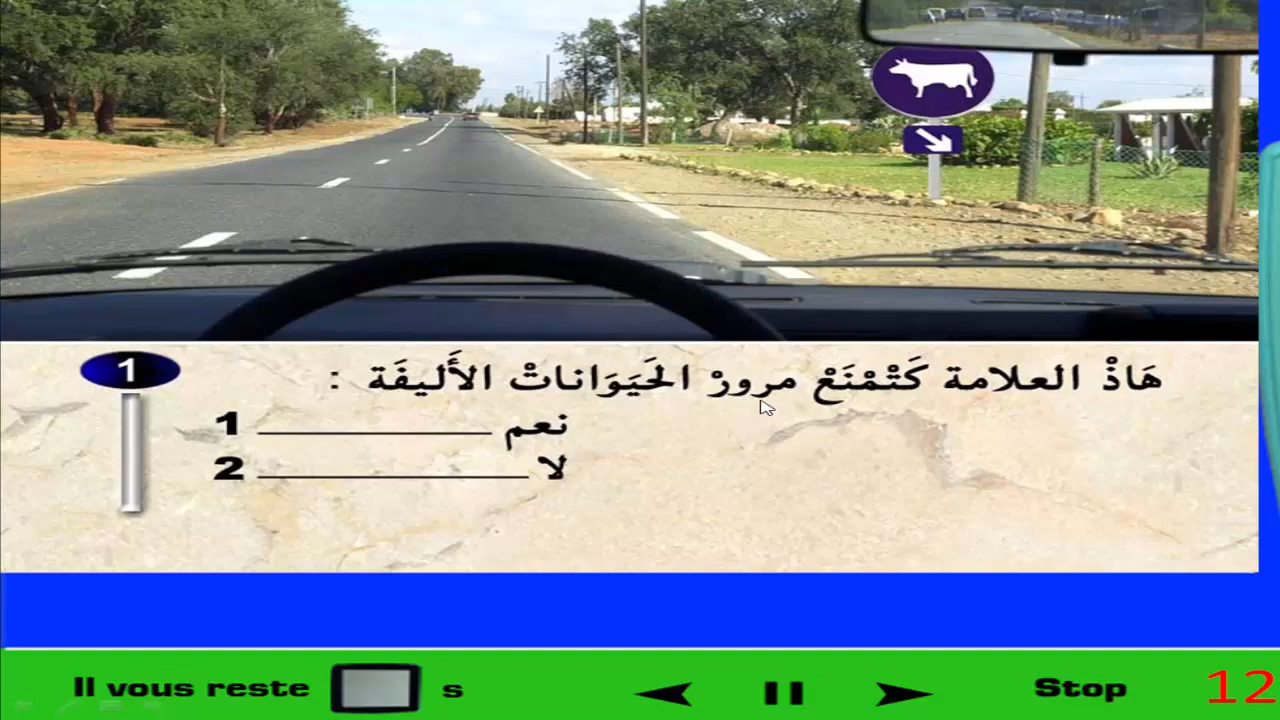 1
هَاذْ العلامة كَتْمْنَعْ مرورْ الحَيَوَاناتْ الأَليفَة :
نعم 1
لا 2
Il vous reste s
Stop
12